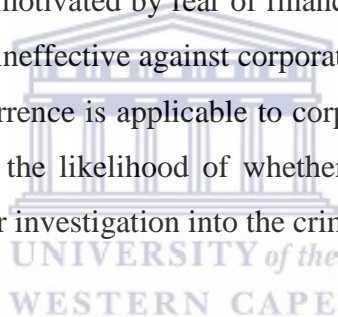 motivated by fear of financ
ineffective against corporat
rrence is applicable to corp
the likelihood of whether
r investigation into the crim
UNIVERSITY of the
WESTERN CAPE